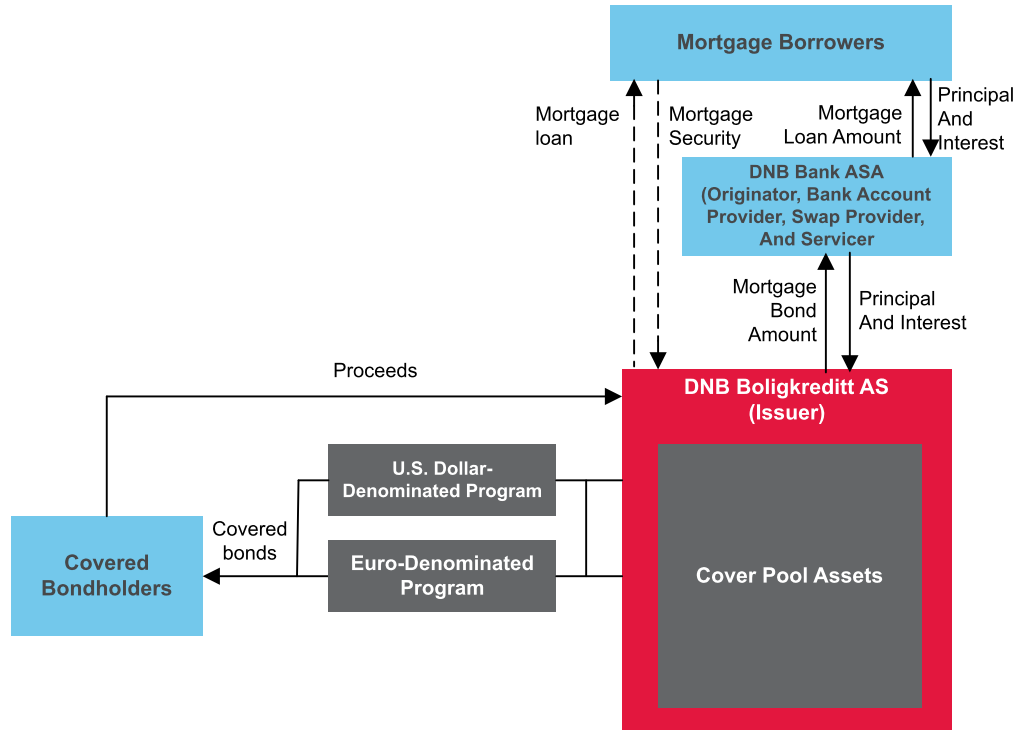 Mortgage Borrowers
Mortgage
loan
Mortgage
Security
Mortgage
Loan Amount
Principal
And
Interest
DNB Bank ASA
(Originator, Bank Account
Provider, Swap Provider,
And Servicer
Mortgage
Bond
Amount
Principal
And Interest
Proceeds
DNB Boligkreditt AS
(Issuer)
U.S. Dollar-
Denominated Program
Covered
bonds
Euro-Denominated
Program
Covered
Bondholders
Cover Pool Assets